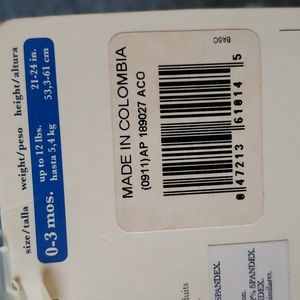 size/talla weight/peso height/altura
0-3 mos. up to 12 lbs. 21-24 in.
hasta 5,4 kg 53,3-61 cm
MADE IN COLOMBIA
(0911) AP 189027 ACO
0 47213 61014 5
BASC
SPANDEX.
SPANDEX.